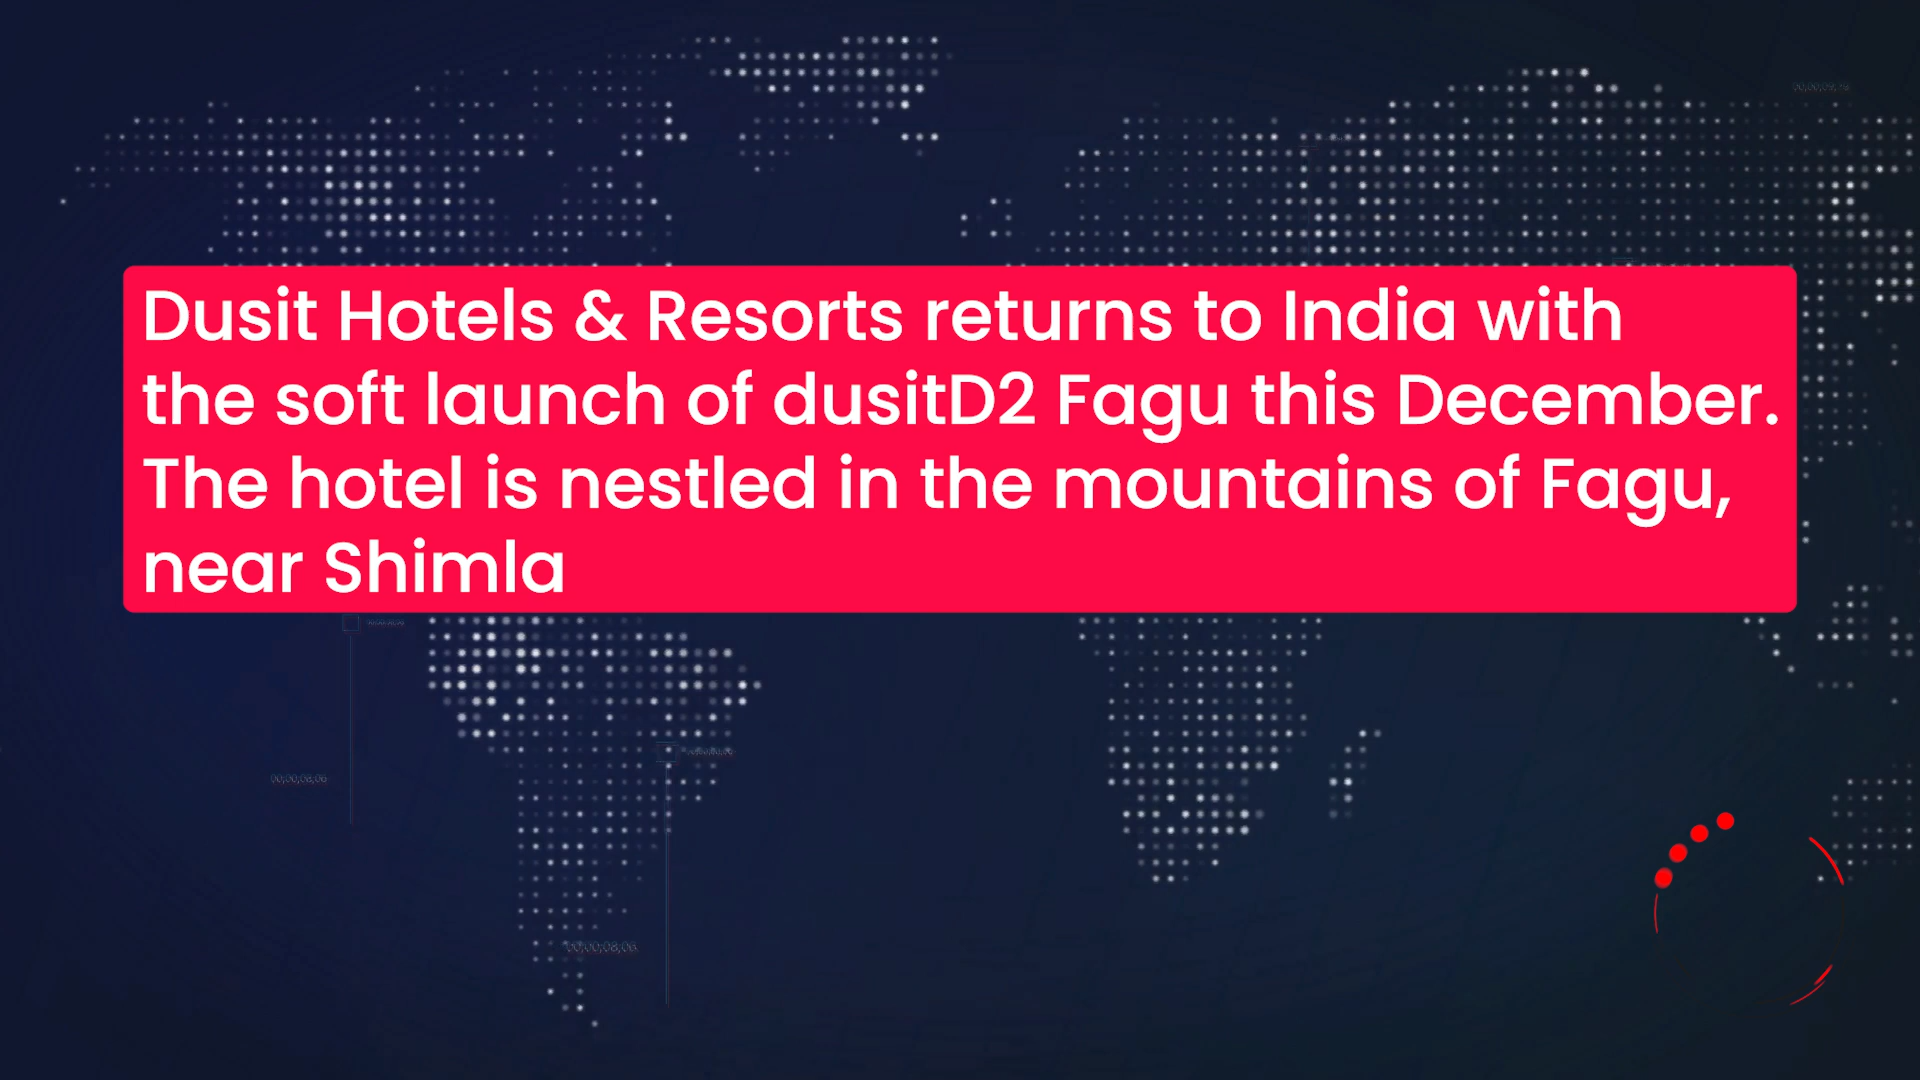 Dusit Hotels & Resorts returns to India with
the soft launch of dusitD2 Fagu this December.
The hotel is nestled in the mountains of Fagu,
near Shimla